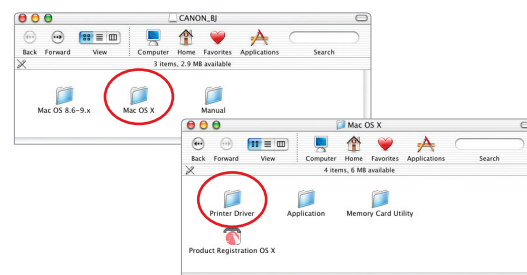 CANON_BJ
Back Forward View Computer Home Favorites Applications Search
3 items, 2.9 MB available
Mac OS 8.6-9.x Mac OS X Manual
Mac OS X
Back Forward View Computer Home Favorites Applications Search
4 items, 6 MB available
Printer Driver Application Memory Card Utility
Product Registration OS X